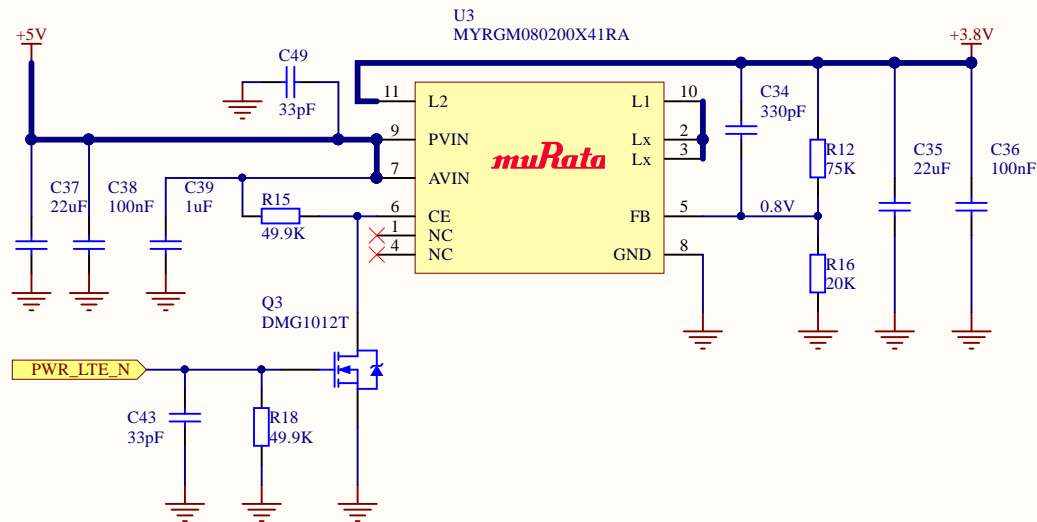 U3
MYRGM080200X41RA
+5V
+3.8V
C49
33pF
11
L2
L1
10
C34
330pF
9
PVIN
Lx
2
Lx
3
muRata
R12
75K
C35
22uF
C36
100nF
7
AVIN
C37
22uF
C38
100nF
C39
1uF
R15
49.9K
6
CE
FB
5
0.8V
1
NC
4
NC
GND
8
R16
20K
Q3
DMG1012T
PWR_LTE_N
C43
33pF
R18
49.9K